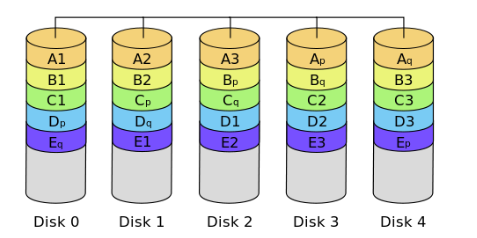 A1 A2 A3 Ap Aq
B1 B2 Bp Bq B3
C1 Cp Cq C2 C3
Dp Dq D1 D2 D3
Eq E1 E2 E3 Ep
Disk 0 Disk 1 Disk 2 Disk 3 Disk 4